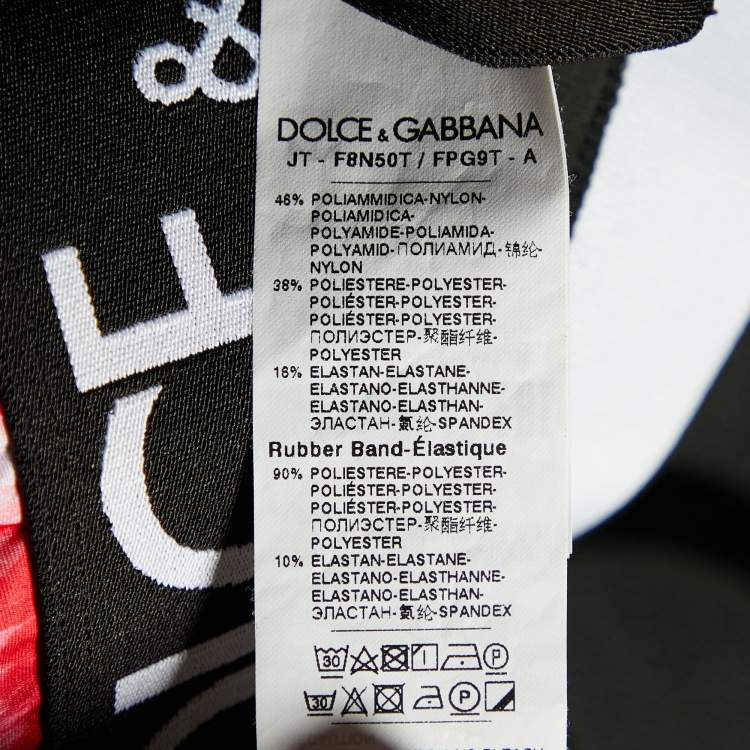 DOLCE & GABBANA
JT - F8N50T / FPG9T - A
46% POLIAMMIDICA-NYLON-
POLIAMIDICA-
POLYAMIDE-POLIAMIDA-
POLYAMID-ПОЛИАМИД-锦纶-
NYLON
38% POLIESTERE-POLYESTER-
POLIÉSTER-POLYESTER-
POLIÉSTER-POLYESTER-
ПОЛИЭСТЕР-聚酯纤维-
POLYESTER
16% ELASTAN-ELASTANE-
ELASTANO-ELASTHANNE-
ELASTANO-ELASTHAN-
ЭЛАСТАН-氨纶-SPANDEX
Rubber Band-Élastique
90% POLIESTERE-POLYESTER-
POLIÉSTER-POLYESTER-
POLIÉSTER-POLYESTER-
ПОЛИЭСТЕР-聚酯纤维-
POLYESTER
10% ELASTAN-ELASTANE-
ELASTANO-ELASTHANNE-
ELASTANO-ELASTHAN-
ЭЛАСТАН-氨纶-SPANDEX
30 P
30 P
&
CE